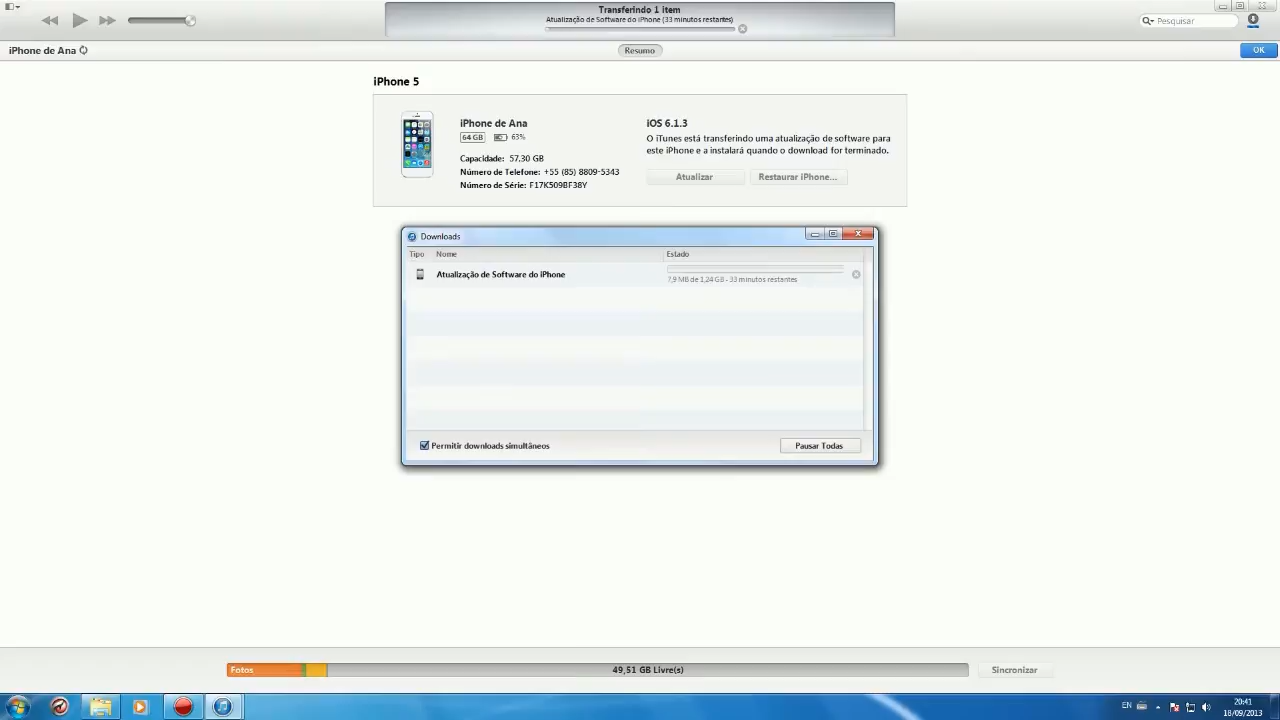 Transferindo 1 item
Atualização de Software do iPhone (33 minutos restantes)
Pesquisar
iPhone de Ana
Resumo
OK
iPhone 5
iPhone de Ana
64 GB 63%
Capacidade: 57,30 GB
Número de Telefone: +55 (85) 8809-5343
Número de Série: F17K509BF38Y
iOS 6.1.3
O iTunes está transferindo uma atualização de software para
este iPhone e a instalará quando o download for terminado.
Atualizar
Restaurar iPhone...
Downloads
Tipo Nome Estado
Atualização de Software do iPhone
7,9 MB de 1,24 GB - 33 minutos restantes
Permitir downloads simultâneos
Pausar Todas
Fotos
49,51 GB Livre(s)
Sincronizar
EN
20:41
18/09/2013